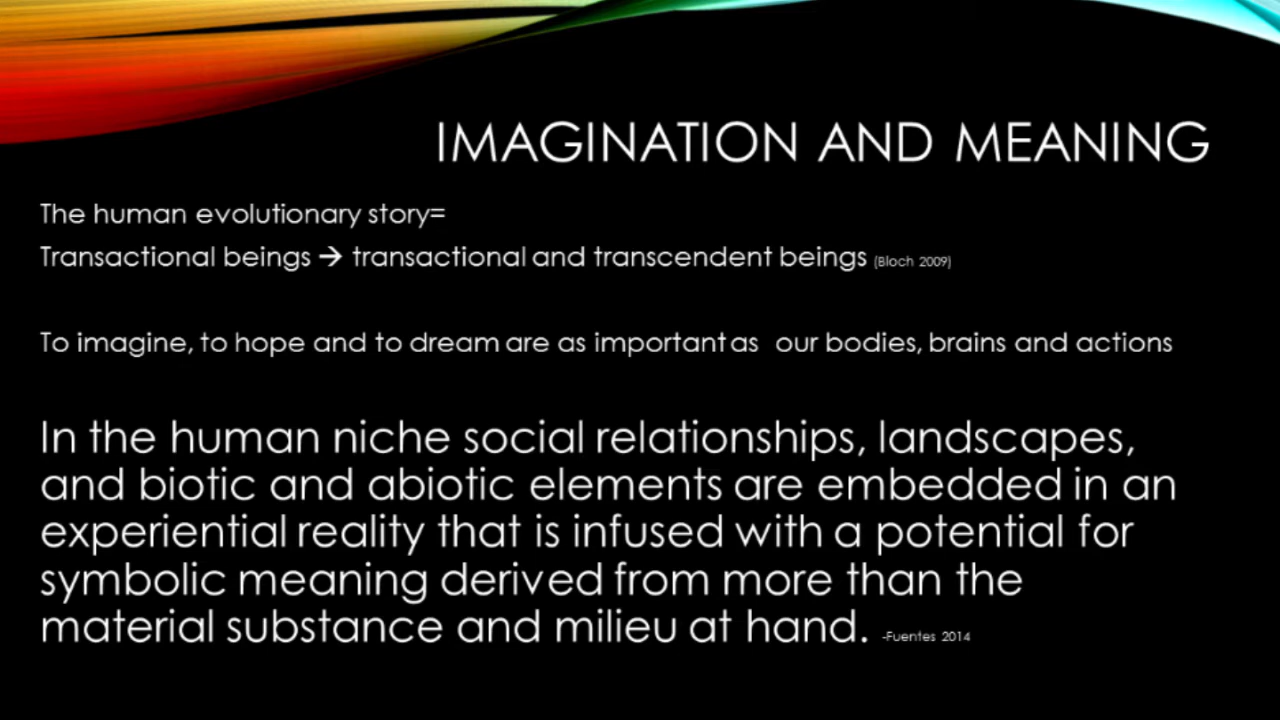 IMAGINATION AND MEANING
The human evolutionary story=
Transactional beings → transactional and transcendent beings (Bloch 2009)
To imagine, to hope and to dream are as important as our bodies, brains and actions
In the human niche social relationships, landscapes,
and biotic and abiotic elements are embedded in an
experiential reality that is infused with a potential for
symbolic meaning derived from more than the
material substance and milieu at hand. -Fuentes 2014